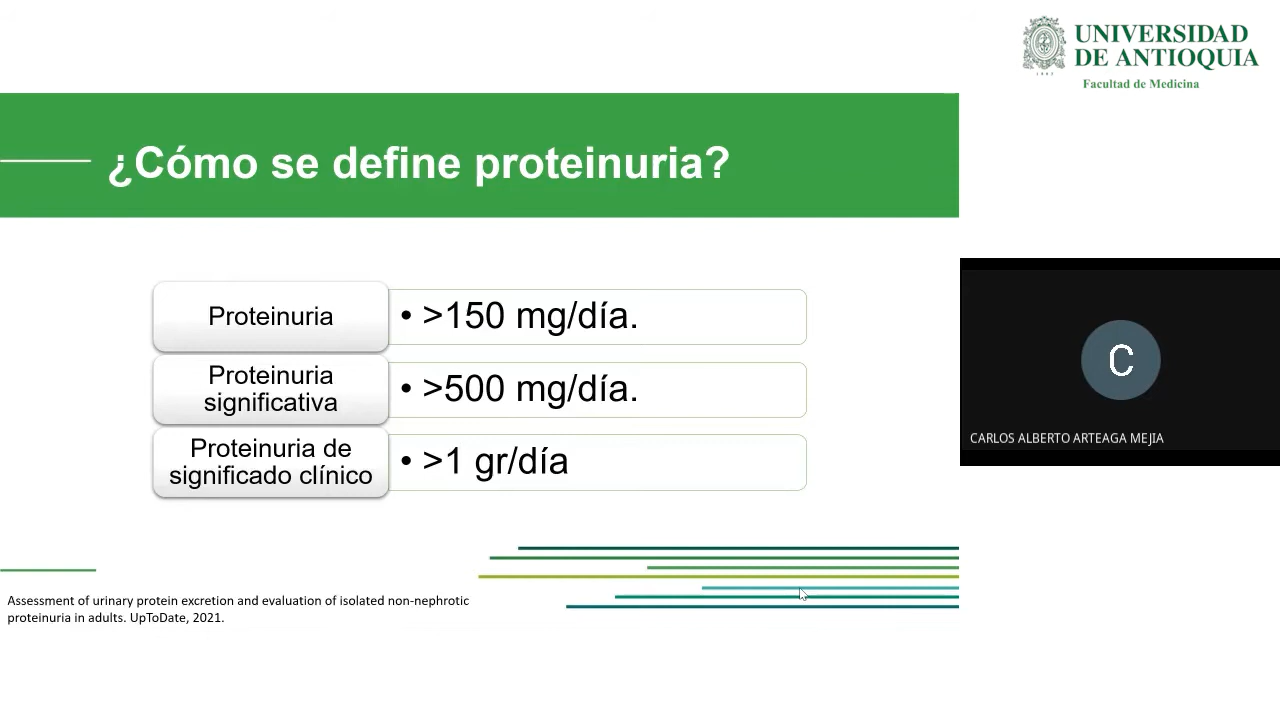 UNIVERSIDAD
DE ANTIOQUIA
1803
Facultad de Medicina
¿Cómo se define proteinuria?
Proteinuria
• >150 mg/día.
Proteinuria
significativa
• >500 mg/día.
Proteinuria de
significado clínico
• >1 gr/día
C
CARLOS ALBERTO ARTEAGA MEJIA
Assessment of urinary protein excretion and evaluation of isolated non-nephrotic
proteinuria in adults. UpToDate, 2021.